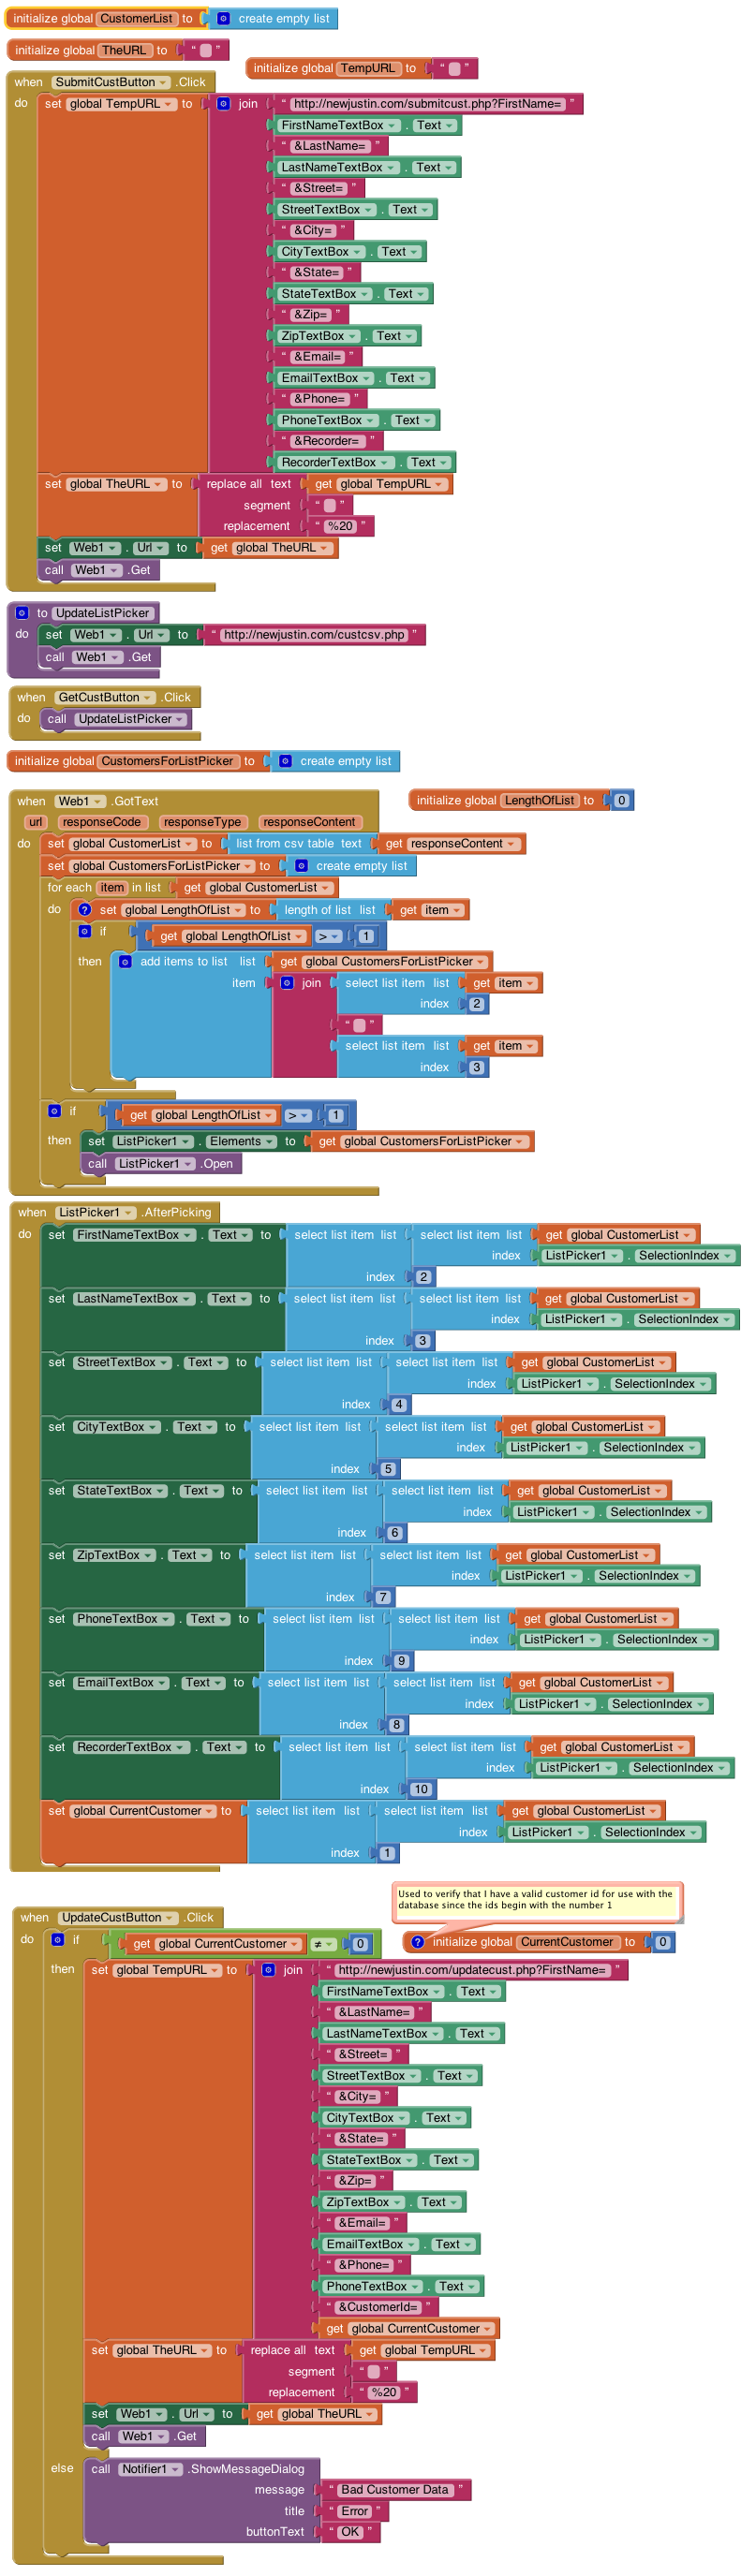 initialize global CustomerList to create empty list
initialize global TheURL to “ ”
initialize global TempURL to “ ”
when SubmitCustButton .Click
do set global TempURL to join “ http://newjustin.com/submitcust.php?FirstName= ”
FirstNameTextBox . Text
“ &LastName= ”
LastNameTextBox . Text
“ &Street= ”
StreetTextBox . Text
“ &City= ”
CityTextBox . Text
“ &State= ”
StateTextBox . Text
“ &Zip= ”
ZipTextBox . Text
“ &Email= ”
EmailTextBox . Text
“ &Phone= ”
PhoneTextBox . Text
“ &Recorder= ”
RecorderTextBox . Text
set global TheURL to replace all text get global TempURL
segment “ ”
replacement “ %20 ”
set Web1 . Url to get global TheURL
call Web1 .Get
to UpdateListPicker
do set Web1 . Url to “ http://newjustin.com/custcsv.php ”
call Web1 .Get
when GetCustButton .Click
do call UpdateListPicker
initialize global CustomersForListPicker to create empty list
when Web1 .GotText
initialize global LengthOfList to 0
url responseCode responseType responseContent
do set global CustomerList to list from csv table text get responseContent
set global CustomersForListPicker to create empty list
for each item in list get global CustomerList
do ? set global LengthOfList to length of list list get item
if get global LengthOfList > 1
then add items to list list get global CustomersForListPicker
item join select list item list get item
index 2
“ ”
select list item list get item
index 3
if get global LengthOfList > 1
then set ListPicker1 . Elements to get global CustomersForListPicker
call ListPicker1 .Open
when ListPicker1 .AfterPicking
do set FirstNameTextBox . Text to select list item list select list item list get global CustomerList
index ListPicker1 . SelectionIndex
index 2
set LastNameTextBox . Text to select list item list select list item list get global CustomerList
index ListPicker1 . SelectionIndex
index 3
set StreetTextBox . Text to select list item list select list item list get global CustomerList
index ListPicker1 . SelectionIndex
index 4
set CityTextBox . Text to select list item list select list item list get global CustomerList
index ListPicker1 . SelectionIndex
index 5
set StateTextBox . Text to select list item list select list item list get global CustomerList
index ListPicker1 . SelectionIndex
index 6
set ZipTextBox . Text to select list item list select list item list get global CustomerList
index ListPicker1 . SelectionIndex
index 7
set PhoneTextBox . Text to select list item list select list item list get global CustomerList
index ListPicker1 . SelectionIndex
index 9
set EmailTextBox . Text to select list item list select list item list get global CustomerList
index ListPicker1 . SelectionIndex
index 8
set RecorderTextBox . Text to select list item list select list item list get global CustomerList
index ListPicker1 . SelectionIndex
index 10
set global CurrentCustomer to select list item list select list item list get global CustomerList
index ListPicker1 . SelectionIndex
index 1
Used to verify that I have a valid customer id for use with the
database since the ids begin with the number 1
when UpdateCustButton .Click
do if get global CurrentCustomer ≠ 0
? initialize global CurrentCustomer to 0
then set global TempURL to join “ http://newjustin.com/updatecust.php?FirstName= ”
FirstNameTextBox . Text
“ &LastName= ”
LastNameTextBox . Text
“ &Street= ”
StreetTextBox . Text
“ &City= ”
CityTextBox . Text
“ &State= ”
StateTextBox . Text
“ &Zip= ”
ZipTextBox . Text
“ &Email= ”
EmailTextBox . Text
“ &Phone= ”
PhoneTextBox . Text
“ &CustomerId= ”
get global CurrentCustomer
set global TheURL to replace all text get global TempURL
segment “ ”
replacement “ %20 ”
set Web1 . Url to get global TheURL
call Web1 .Get
else call Notifier1 .ShowMessageDialog
message “ Bad Customer Data ”
title “ Error ”
buttonText “ OK ”